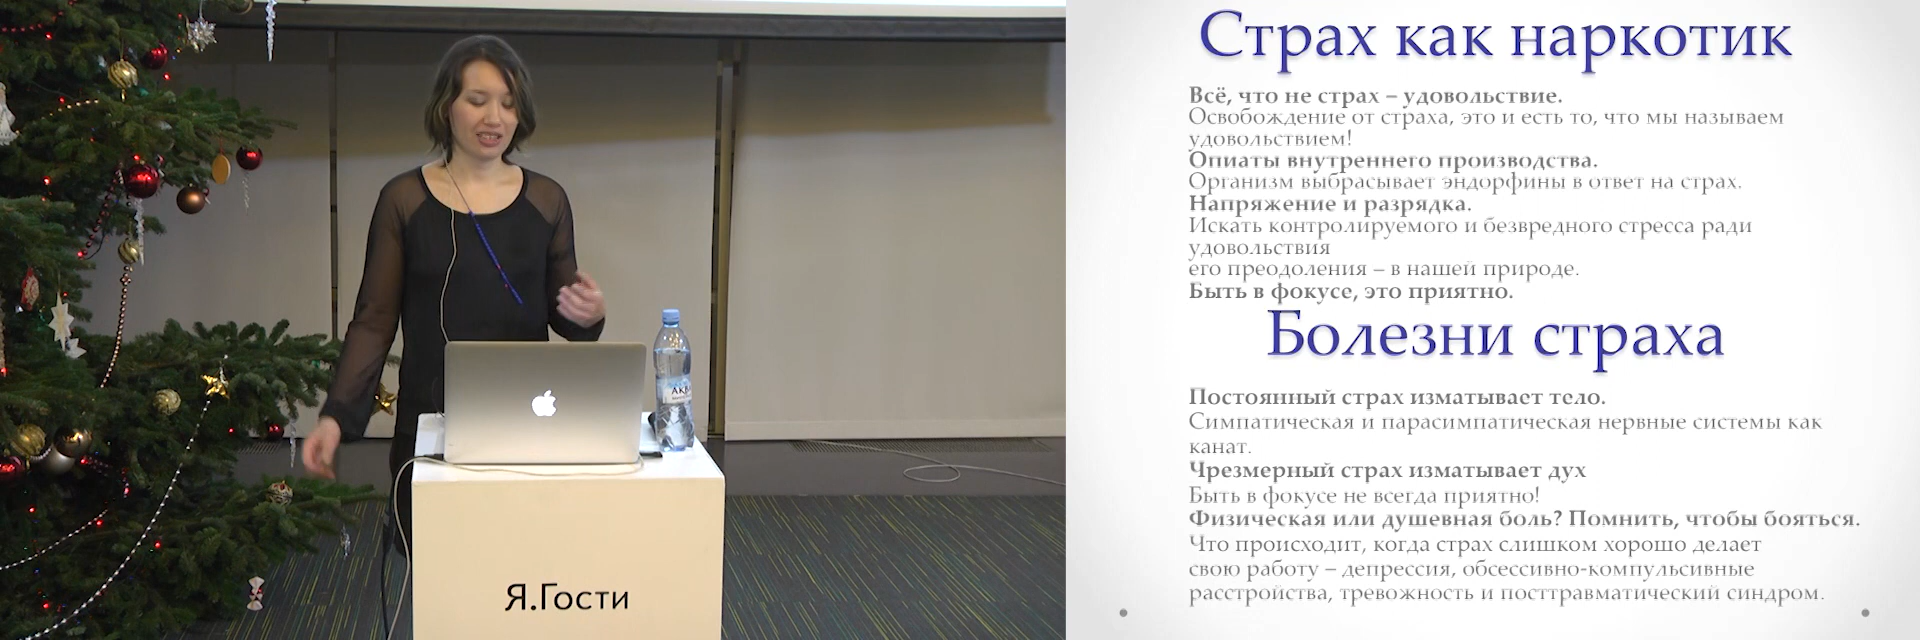 Страх как наркотик
Всё, что не страх – удовольствие.
Освобождение от страха, это и есть то, что мы называем
удовольствием!
Опиаты внутреннего производства.
Организм выбрасывает эндорфины в ответ на страх.
Напряжение и разрядка.
Искать контролируемого и безвредного стресса ради
удовольствия
его преодоления – в нашей природе.
Быть в фокусе, это приятно.
Болезни страха
Постоянный страх изматывает тело.
Симпатическая и парасимпатическая нервные системы как
канат.
Чрезмерный страх изматывает дух
Быть в фокусе не всегда приятно!
Физическая или душевная боль? Помнить, чтобы бояться.
Что происходит, когда страх слишком хорошо делает
свою работу – депрессия, обсессивно-компульсивные
расстройства, тревожность и посттравматический синдром.
Я.Гости